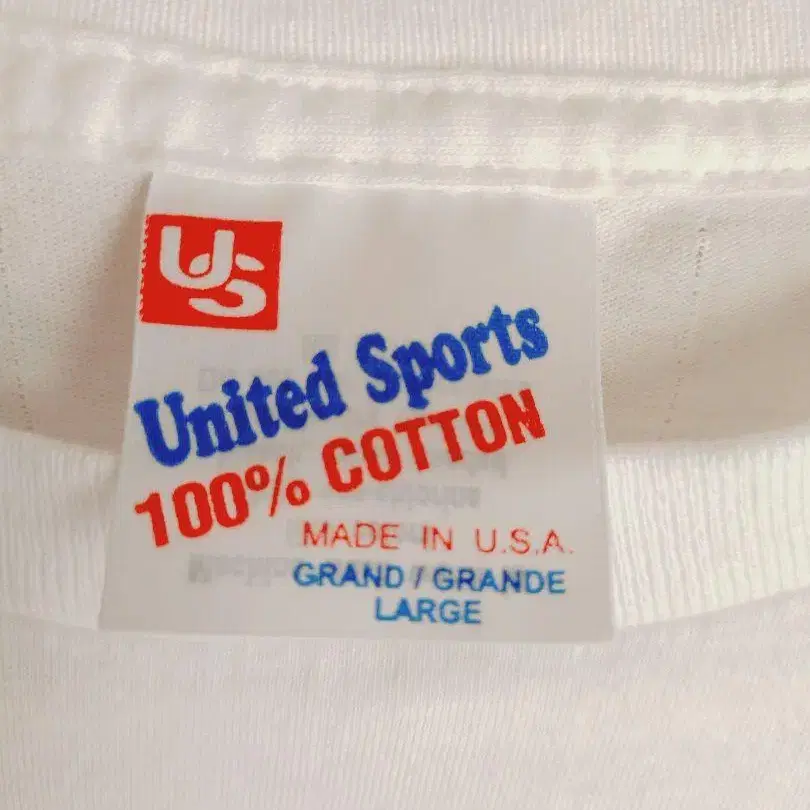 US
United Sports
100% COTTON
MADE IN U.S.A.
GRAND / GRANDE
LARGE